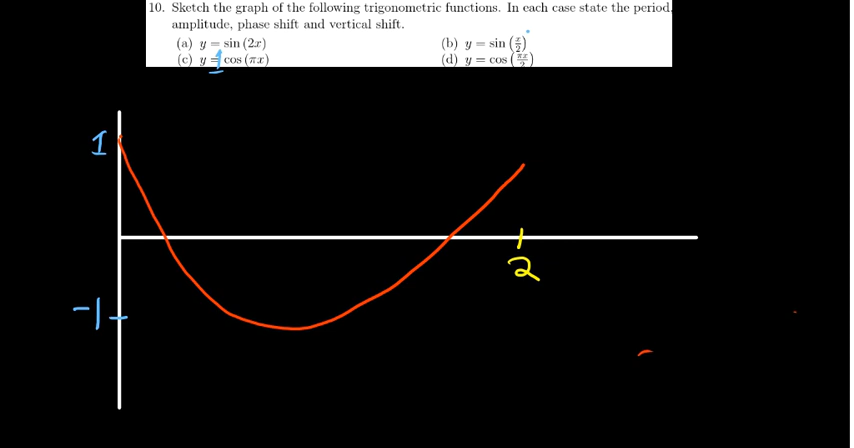 10. Sketch the graph of the following trigonometric functions. In each case state the period,
amplitude, phase shift and vertical shift.
(a) y = sin (2x) (b) y = sin (x/2)
(c) y = 1 cos (πx) (d) y = cos (πx/2)
1
2
-1